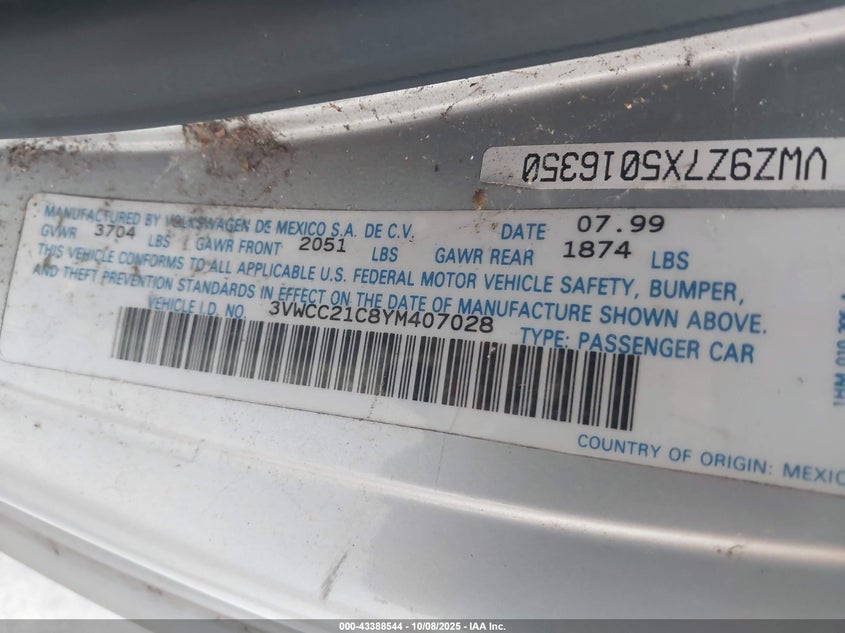 VWZ9Z7X5016350
MANUFACTURED BY VOLKSWAGEN DE MEXICO S.A. DE C.V. DATE 07.99
GVWR 3704 LBS GAWR FRONT 2051 LBS GAWR REAR 1874 LBS
THIS VEHICLE CONFORMS TO ALL APPLICABLE U.S. FEDERAL MOTOR VEHICLE SAFETY, BUMPER,
AND THEFT PREVENTION STANDARDS IN EFFECT ON THE DATE OF MANUFACTURE SHOWN ABOVE.
VEHICLE I.D. NO. 3VWCC21C8YM407028 TYPE: PASSENGER CAR
COUNTRY OF ORIGIN: MEXICO
000-43388544 | 10/08/2025 - IAA Inc.